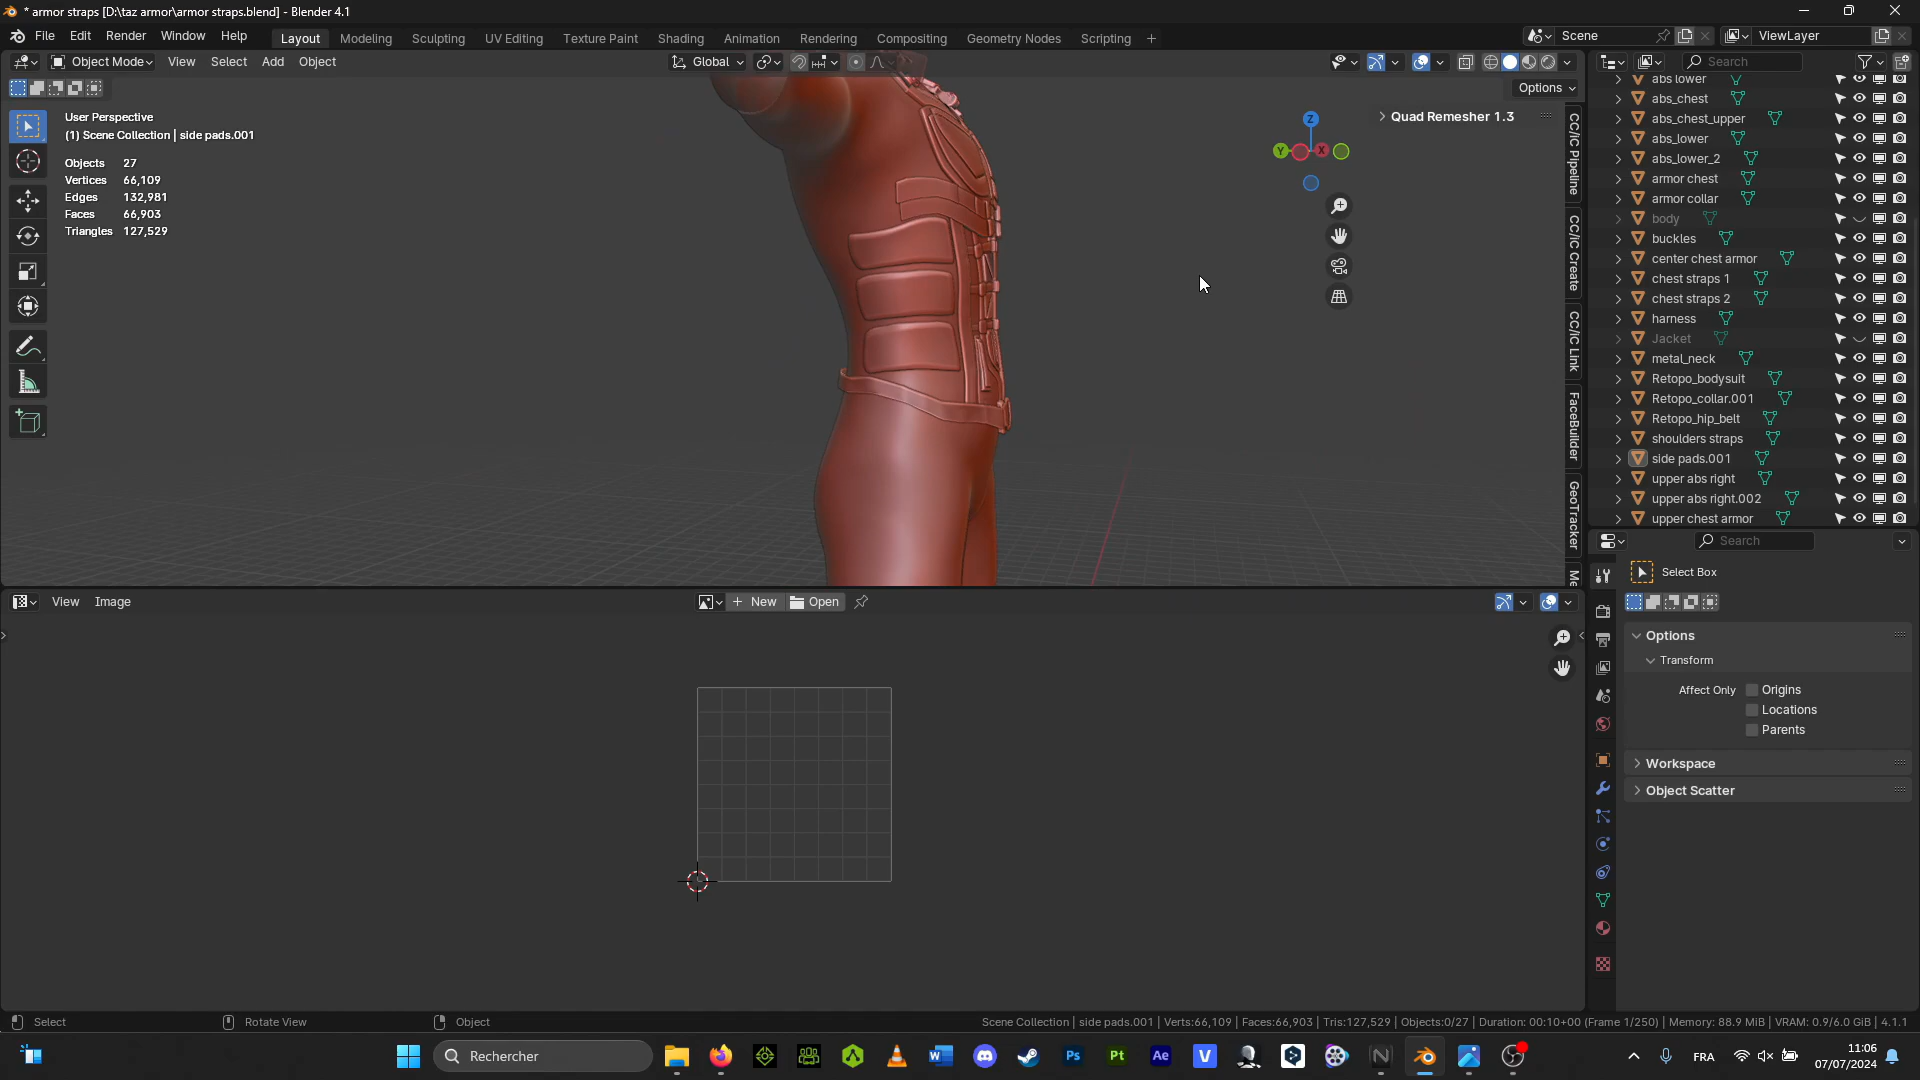 * armor straps [D:\taz armor\armor straps.blend] - Blender 4.1
File Edit Render Window Help
Layout Modeling Sculpting UV Editing Texture Paint Shading Animation Rendering Compositing Geometry Nodes Scripting +
Scene
ViewLayer
Object Mode View Select Add Object
Global
Search
Options
User Perspective
(1) Scene Collection | side pads.001
Objects 27
Vertices 66,109
Edges 132,981
Faces 66,903
Triangles 127,529
Z
Y
X
Quad Remesher 1.3
CC/iC Pipeline
CC/iC Create
CC/iC Link
FaceBuilder
GeoTracker
Me
abs lower
abs_chest
abs_chest_upper
abs_lower
abs_lower_2
armor chest
armor collar
body
buckles
center chest armor
chest straps 1
chest straps 2
harness
Jacket
metal_neck
Retopo_bodysuit
Retopo_collar.001
Retopo_hip_belt
shoulders straps
side pads.001
upper abs right
upper abs right.002
upper chest armor
Search
Select Box
Options
Transform
Affect Only Origins
Locations
Parents
Workspace
Object Scatter
View Image
New Open
Select
Rotate View
Object
Scene Collection | side pads.001 | Verts:66,109 | Faces:66,903 | Tris:127,529 | Objects:0/27 | Duration: 00:10+00 (Frame 1/250) | Memory: 88.9 MiB | VRAM: 0.9/6.0 GiB | 4.1.1
Rechercher
W
Ps
Pt
Ae
V
N
FRA
11:06
07/07/2024